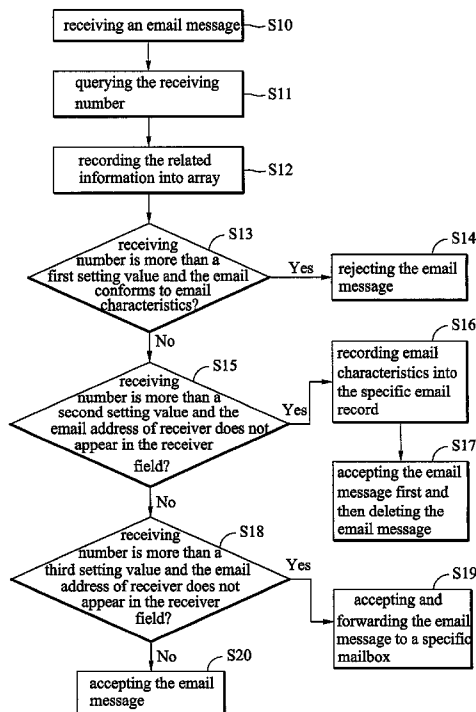 receiving an email message
S10
querying the receiving
number
S11
recording the related
information into array
S12
S13
receiving
number is more than a
first setting value and the email
conforms to email
characteristics?
Yes
S14
rejecting the email
message
No
S15
receiving
number is more than a
second setting value and the
email address of receiver does not
appear in the receiver
field?
Yes
S16
recording email
characteristics into
the specific email
record
S17
accepting the email
message first and
then deleting the
email message
No
S18
receiving
number is more than a
third setting value and the email
address of receiver does not
appear in the receiver
field?
Yes
S19
accepting and
forwarding the email
message to a specific
mailbox
No
S20
accepting the email
message